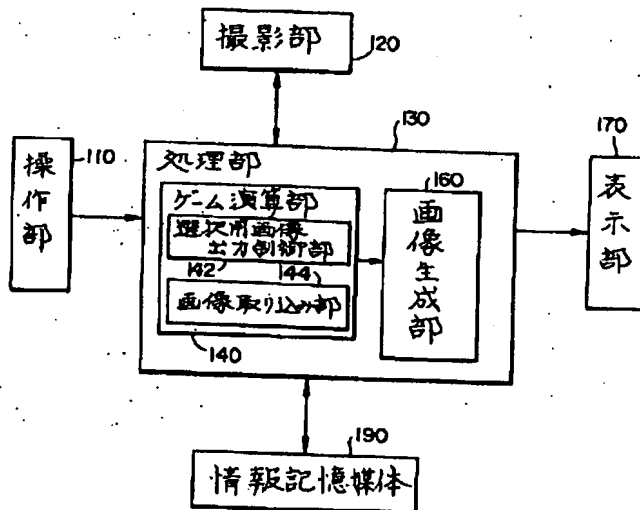 撮影部
120
130
170
操作部
110
処理部
160
表示部
ゲーム演算部
選択用画像
出力制御部
142
144
画像取り込み部
140
画像生成部
190
情報記憶媒体